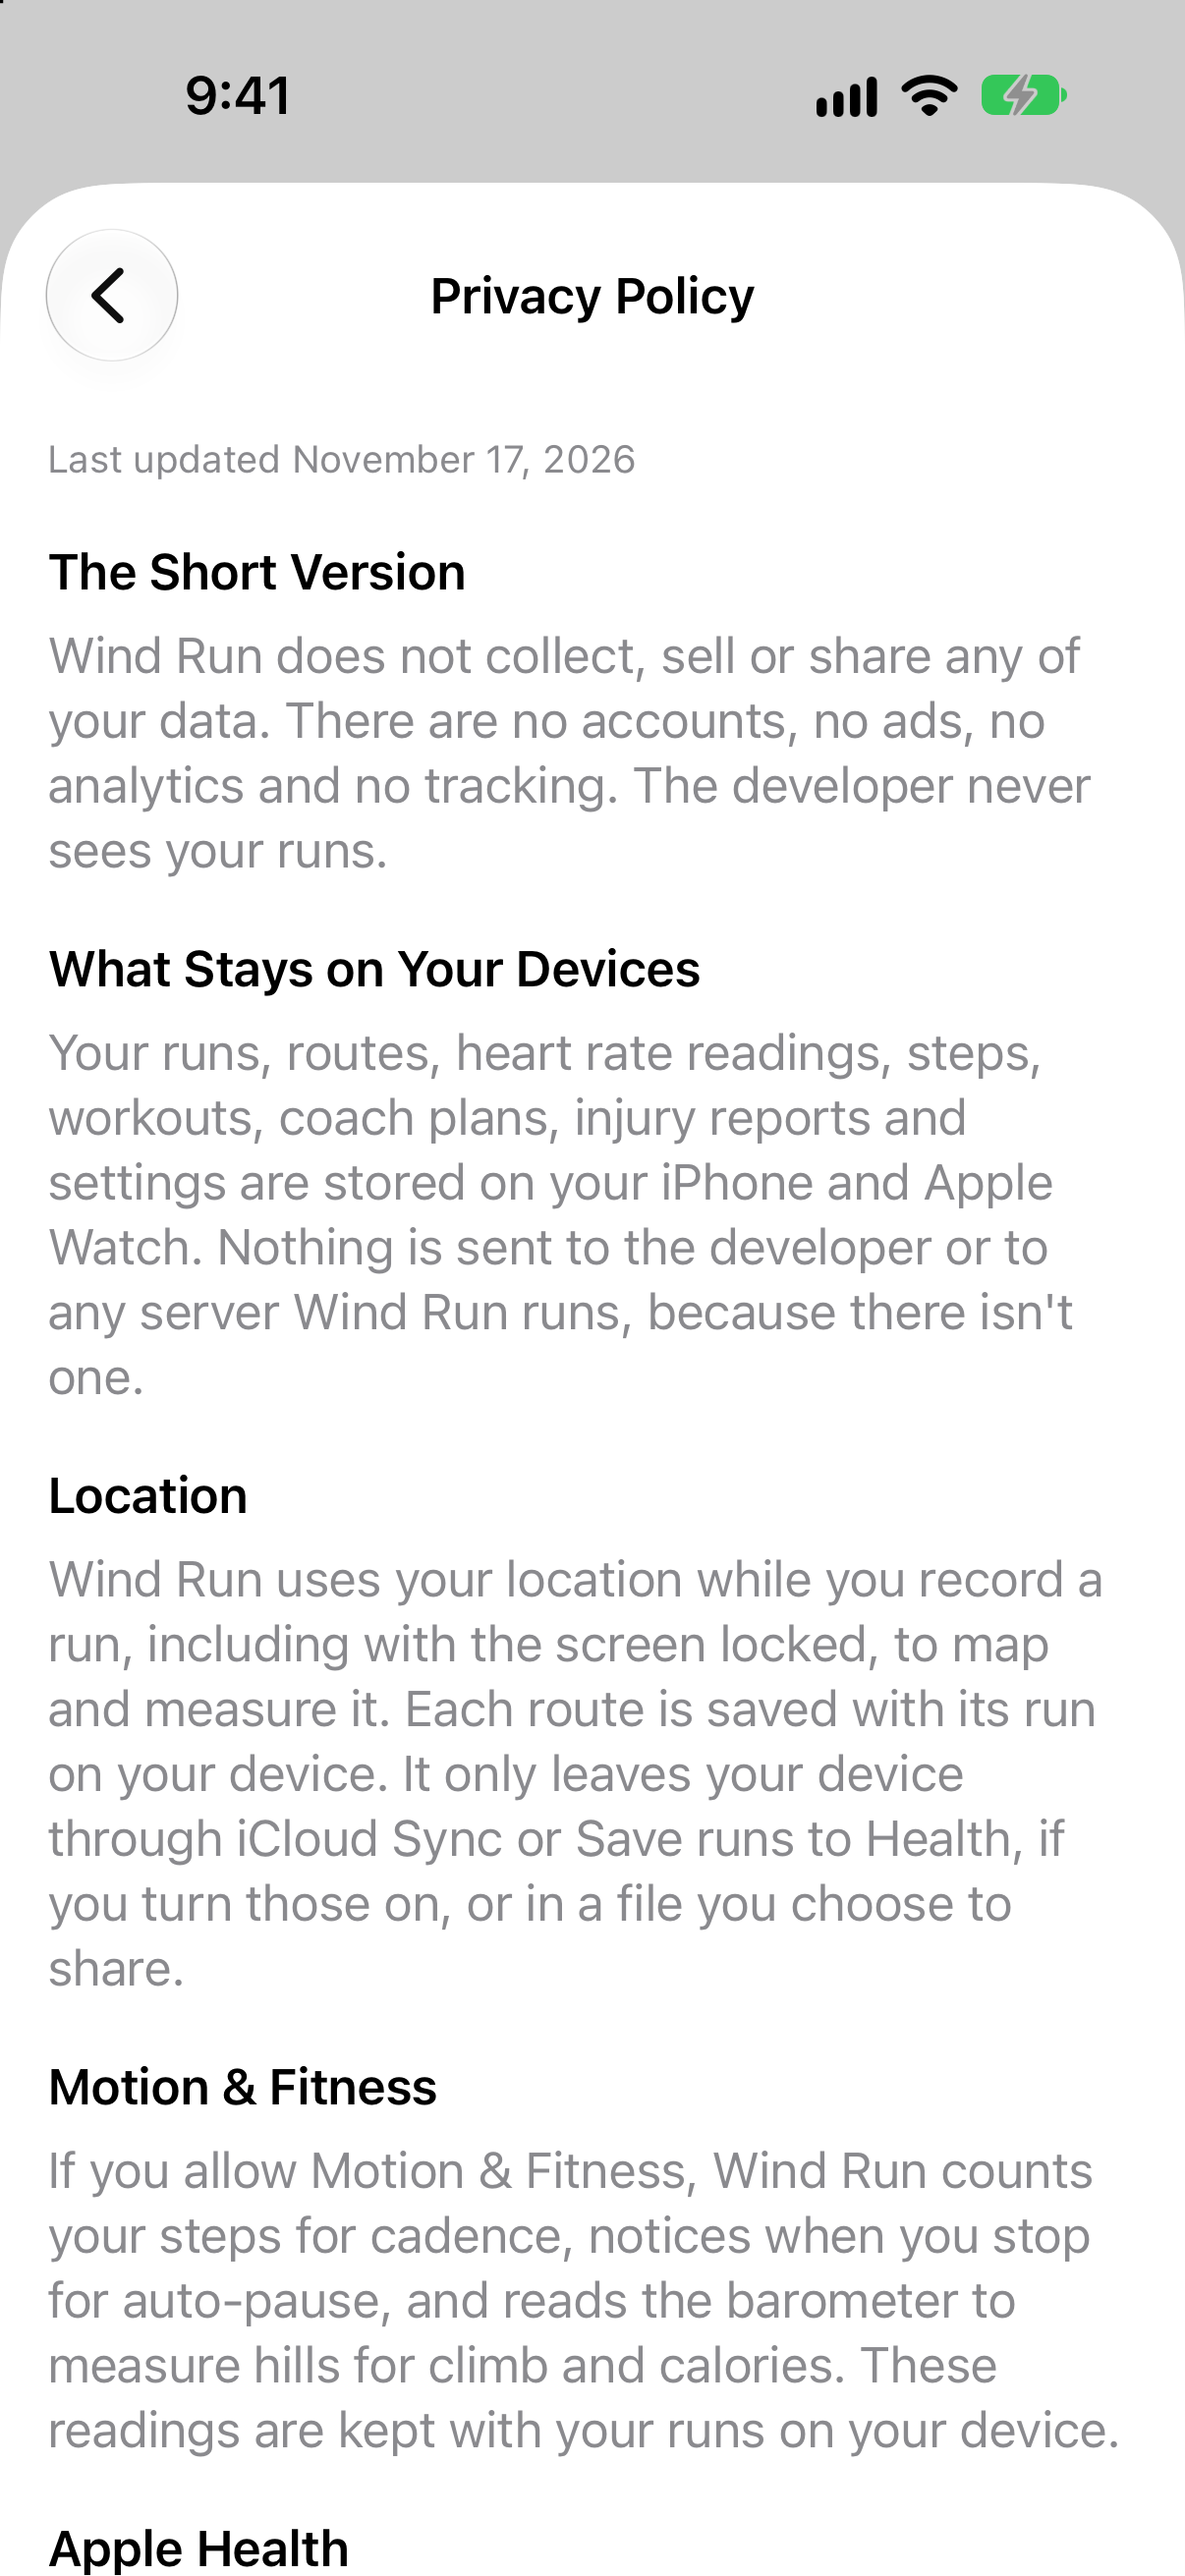 9:41
Privacy Policy
Last updated November 17, 2026
The Short Version
Wind Run does not collect, sell or share any of
your data. There are no accounts, no ads, no
analytics and no tracking. The developer never
sees your runs.
What Stays on Your Devices
Your runs, routes, heart rate readings, steps,
workouts, coach plans, injury reports and
settings are stored on your iPhone and Apple
Watch. Nothing is sent to the developer or to
any server Wind Run runs, because there isn't
one.
Location
Wind Run uses your location while you record a
run, including with the screen locked, to map
and measure it. Each route is saved with its run
on your device. It only leaves your device
through iCloud Sync or Save runs to Health, if
you turn those on, or in a file you choose to
share.
Motion & Fitness
If you allow Motion & Fitness, Wind Run counts
your steps for cadence, notices when you stop
for auto-pause, and reads the barometer to
measure hills for climb and calories. These
readings are kept with your runs on your device.
Apple Health